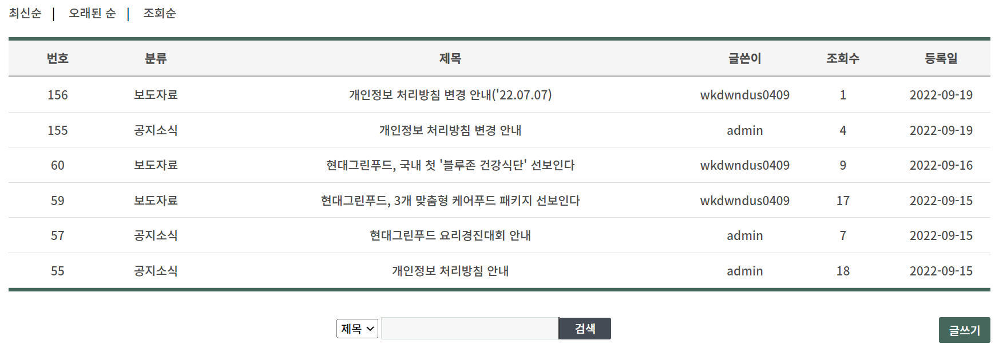 최신순 | 오래된 순 | 조회순
번호 분류 제목 글쓴이 조회수 등록일
156 보도자료 개인정보 처리방침 변경 안내('22.07.07) wkdwndus0409 1 2022-09-19
155 공지소식 개인정보 처리방침 변경 안내 admin 4 2022-09-19
60 보도자료 현대그린푸드, 국내 첫 '블루존 건강식단' 선보인다 wkdwndus0409 9 2022-09-16
59 보도자료 현대그린푸드, 3개 맞춤형 케어푸드 패키지 선보인다 wkdwndus0409 17 2022-09-15
57 공지소식 현대그린푸드 요리경진대회 안내 admin 7 2022-09-15
55 공지소식 개인정보 처리방침 안내 admin 18 2022-09-15
제목 검색 글쓰기